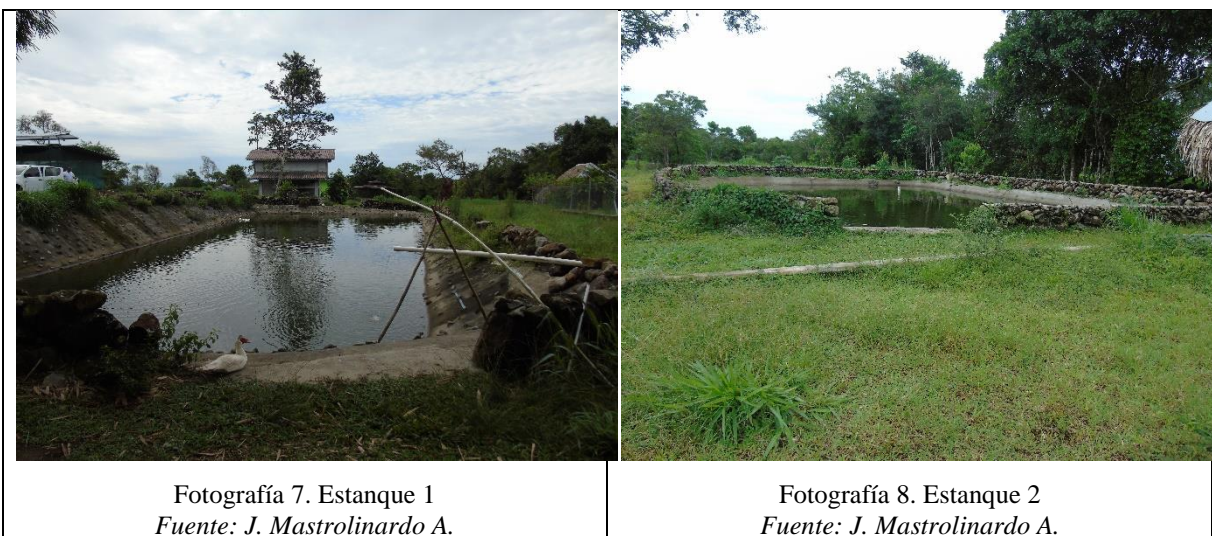 Fotografía 7. Estanque 1
Fuente: J. Mastrolinardo A.
Fotografía 8. Estanque 2
Fuente: J. Mastrolinardo A.